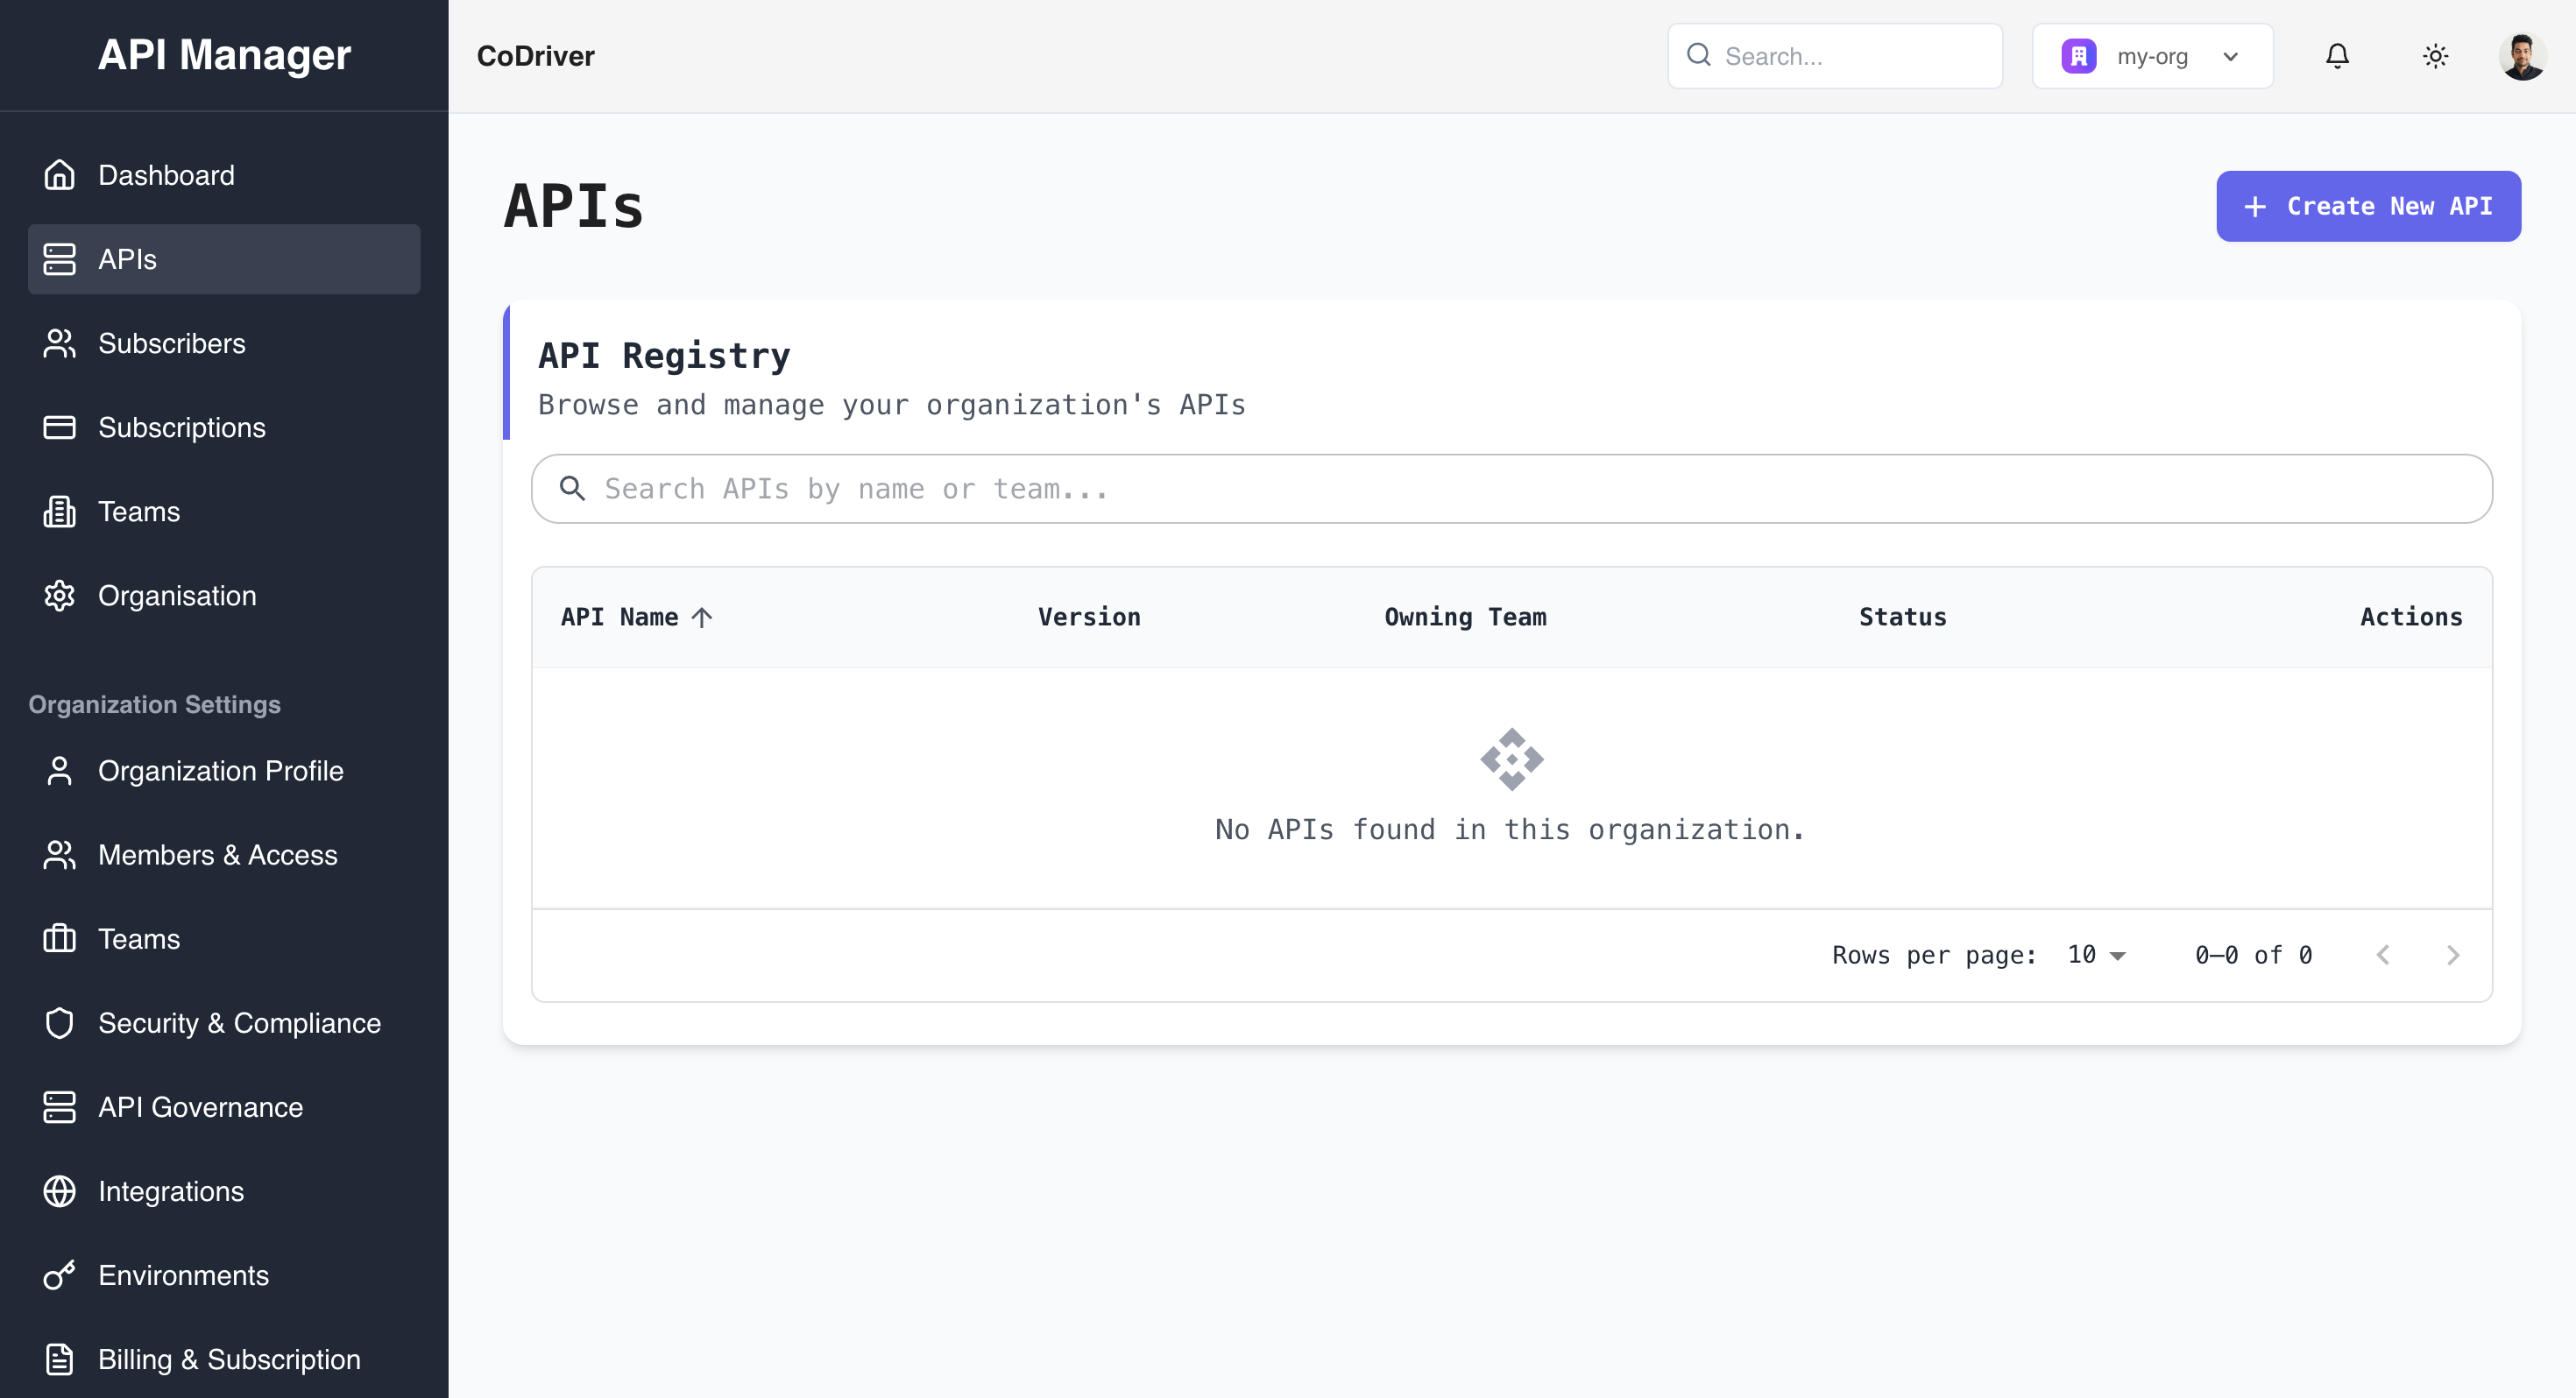 API Manager
Dashboard
APIs
Subscribers
Subscriptions
Teams
Organisation
Organization Settings
Organization Profile
Members & Access
Teams
Security & Compliance
API Governance
Integrations
Environments
Billing & Subscription
CoDriver
Search...
my-org
APIs
Create New API
API Registry
Browse and manage your organization's APIs
Search APIs by name or team...
API Name Version Owning Team Status Actions
No APIs found in this organization.
Rows per page: 10 0–0 of 0